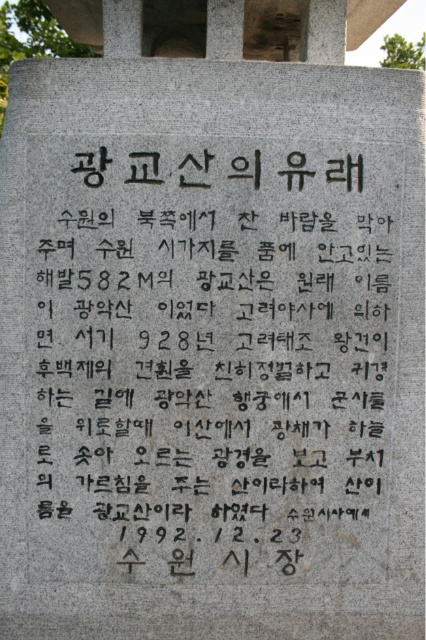 광교산의유래
수원의 북쪽에서 찬 바람을 막아
주며 수원 시가지를 품에 안고있는
해발582M의 광교산은 원래 이름
이 광악산 이었다 고려야사에 의하
면 서기 928년 고려태조 왕건이
후백제의 견훤을 친히정벌하고 귀경
하는 길에 광악산 행궁에서 군사들
을 위로할때 이산에서 광채가 하늘
로 솟아 오르는 광경을 보고 부처
의 가르침을 주는 산이라하여 산이
름을 광교산이라 하였다 수원시사에서
1992.12.23
수원시장